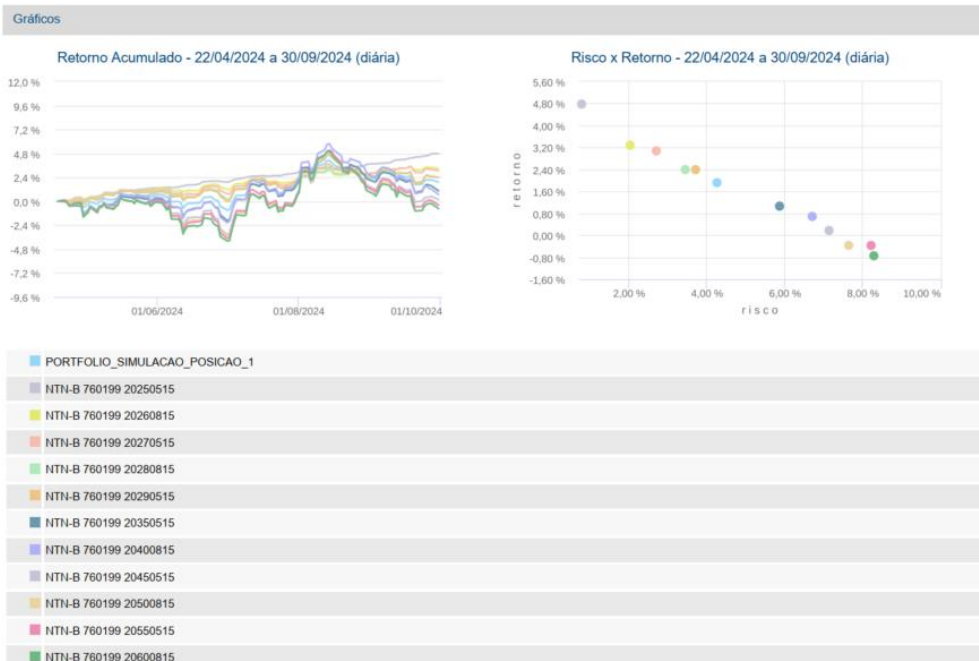 Gráficos
Retorno Acumulado - 22/04/2024 a 30/09/2024 (diária)
12,0 %
9,6 %
7,2 %
4,8 %
2,4 %
0,0 %
-2,4 %
-4,8 %
-7,2 %
-9,6 %
01/06/2024 01/08/2024 01/10/2024
Risco x Retorno - 22/04/2024 a 30/09/2024 (diária)
retorno
5,60 %
4,80 %
4,00 %
3,20 %
2,40 %
1,60 %
0,80 %
0,00 %
-0,80 %
-1,60 %
2,00 % 4,00 % 6,00 % 8,00 % 10,00 %
risco
PORTFOLIO_SIMULACAO_POSICAO_1
NTN-B 760199 20250515
NTN-B 760199 20260815
NTN-B 760199 20270515
NTN-B 760199 20280815
NTN-B 760199 20290515
NTN-B 760199 20350515
NTN-B 760199 20400815
NTN-B 760199 20450515
NTN-B 760199 20500815
NTN-B 760199 20550515
NTN-B 760199 20600815